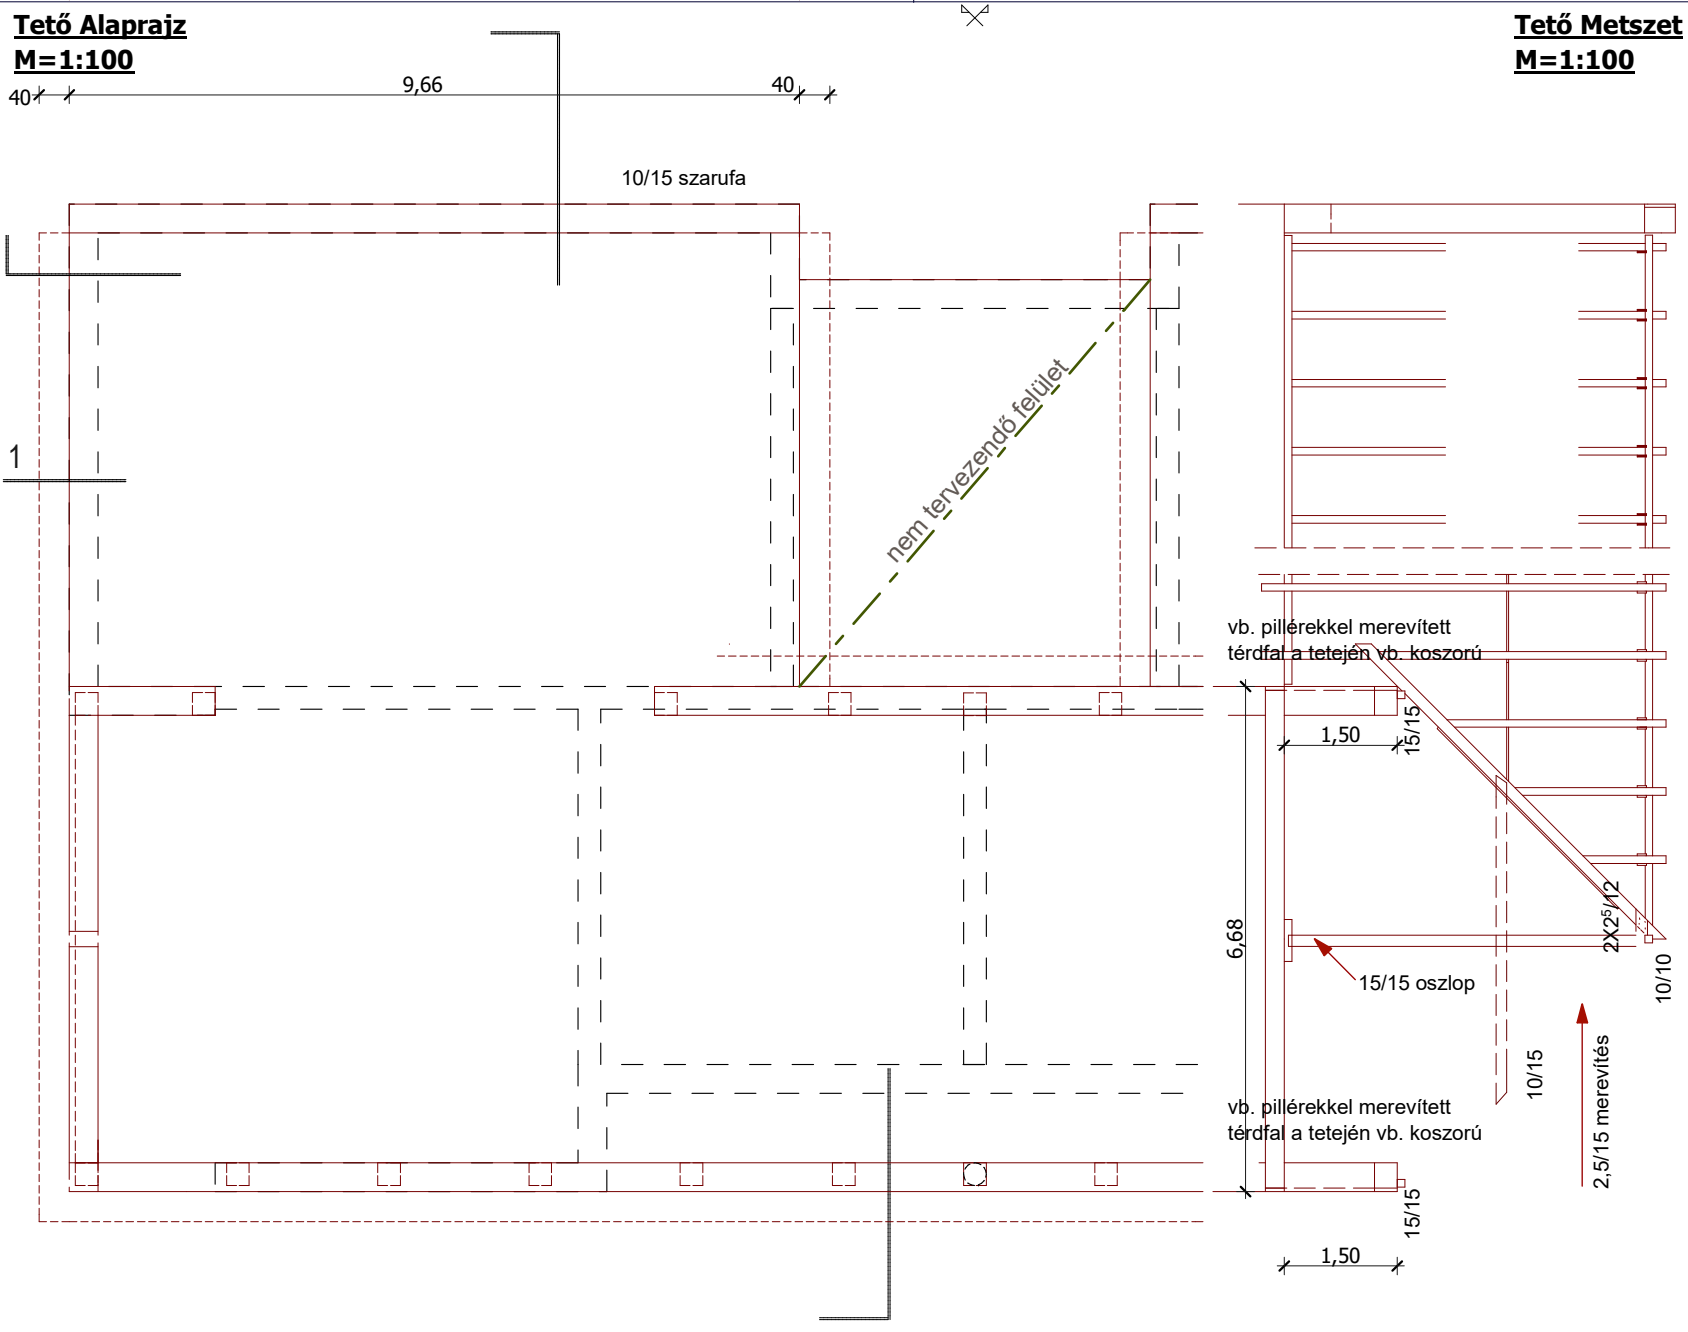 Tető Alaprajz
M=1:100
Tető Metszet
M=1:100
40
9,66
40
10/15 szarufa
1
nem tervezendő felület
vb. pillérekkel merevített
térdfal a tetején vb. koszorú
1,50
15/15
6,68
2X2⁵/12
15/15 oszlop
10/10
10/15
2,5/15 merevítés
vb. pillérekkel merevített
térdfal a tetején vb. koszorú
15/15
1,50